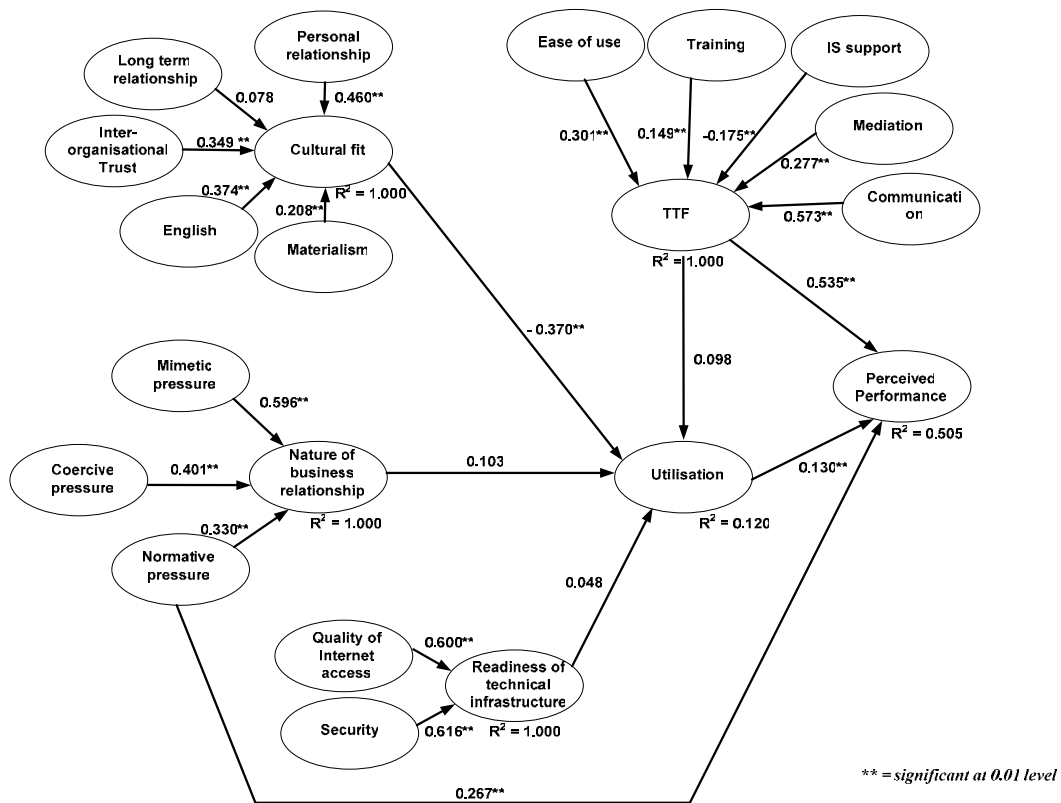 Personal
relationship
Ease of use
Training
IS support
Long term
relationship
0.078
0.460**
Inter-
organisational
Trust
0.349 **
Cultural fit
R² = 1.000
0.374**
0.208**
English
Materialism
0.301**
0.149**
-0.175**
Mediation
0.277**
Communicati
on
0.573**
TTF
R² = 1.000
0.535**
- 0.370**
0.098
Mimetic
pressure
0.596**
Perceived
Performance
R² = 0.505
Coercive
pressure
0.401**
Nature of
business
relationship
R² = 1.000
0.103
Utilisation
R² = 0.120
0.130**
0.330**
Normative
pressure
0.048
Quality of
Internet
access
0.600**
Readiness of
technical
infrastructure
R² = 1.000
Security
0.616**
0.267**
** = significant at 0.01 level